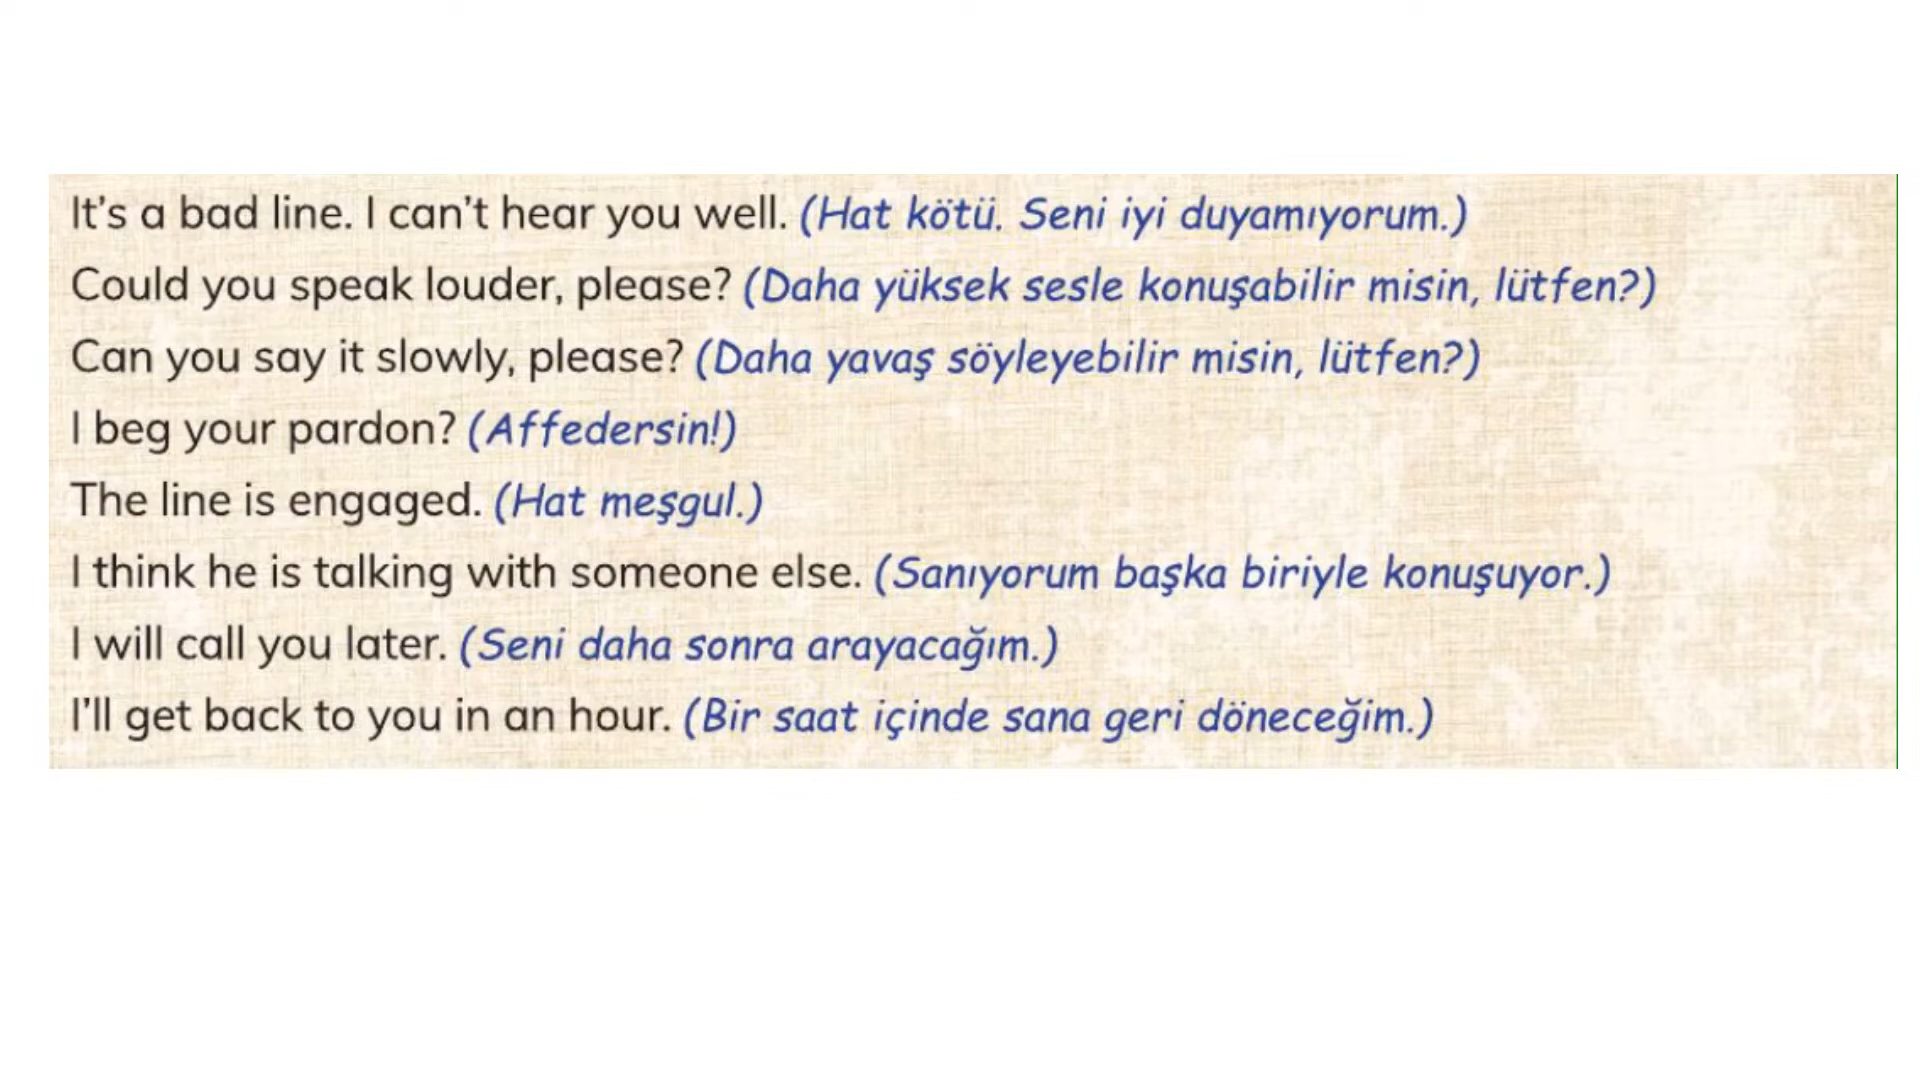 It's a bad line. I can't hear you well. (Hat kötü. Seni iyi duyamıyorum.)
Could you speak louder, please? (Daha yüksek sesle konuşabilir misin, lütfen?)
Can you say it slowly, please? (Daha yavaş söyleyebilir misin, lütfen?)
I beg your pardon? (Affedersin!)
The line is engaged. (Hat meşgul.)
I think he is talking with someone else. (Sanıyorum başka biriyle konuşuyor.)
I will call you later. (Seni daha sonra arayacağım.)
I'll get back to you in an hour. (Bir saat içinde sana geri döneceğim.)